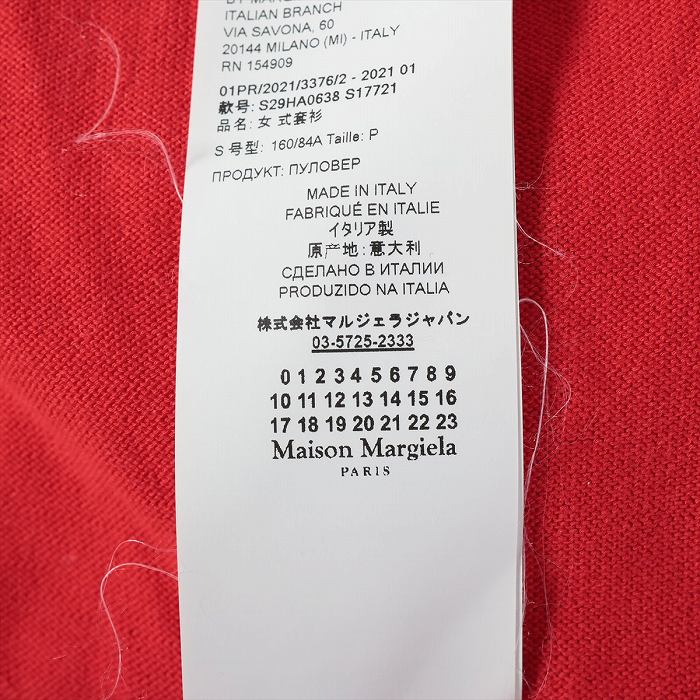 ITALIAN BRANCH
VIA SAVONA, 60
20144 MILANO (MI) - ITALY
RN 154909
01PR/2021/3376/2 - 2021 01
款号: S29HA0638 S17721
品名: 女 式套衫
S 号型: 160/84A Taille: P
ПРОДУКТ: ПУЛОВЕР
MADE IN ITALY
FABRIQUÉ EN ITALIE
イタリア製
原产地: 意大利
СДЕЛАНО В ИТАЛИИ
PRODUZIDO NA ITALIA
株式会社マルジェラジャパン
03-5725-2333
0 1 2 3 4 5 6 7 8 9
10 11 12 13 14 15 16
17 18 19 20 21 22 23
Maison Margiela
PARIS